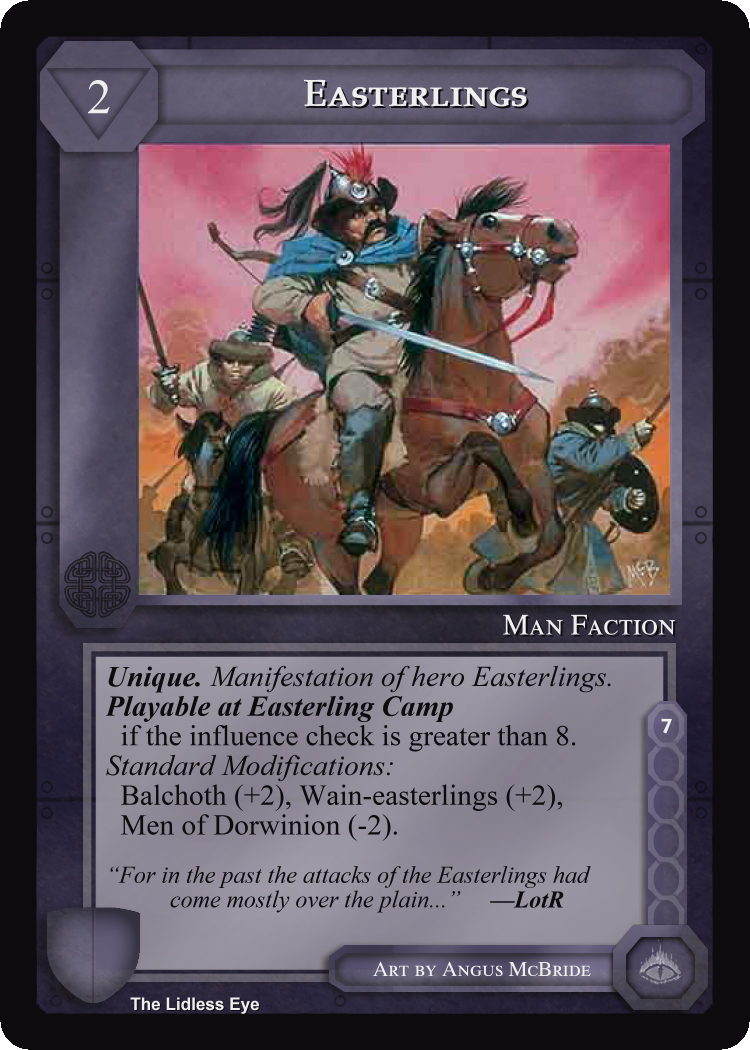 2
Easterlings
McB
Man Faction
Unique. Manifestation of hero Easterlings.
Playable at Easterling Camp
if the influence check is greater than 8.
7
Standard Modifications:
Balchoth (+2), Wain-easterlings (+2),
Men of Dorwinion (-2).
“For in the past the attacks of the Easterlings had
come mostly over the plain...” —LotR
Art by Angus McBride
The Lidless Eye